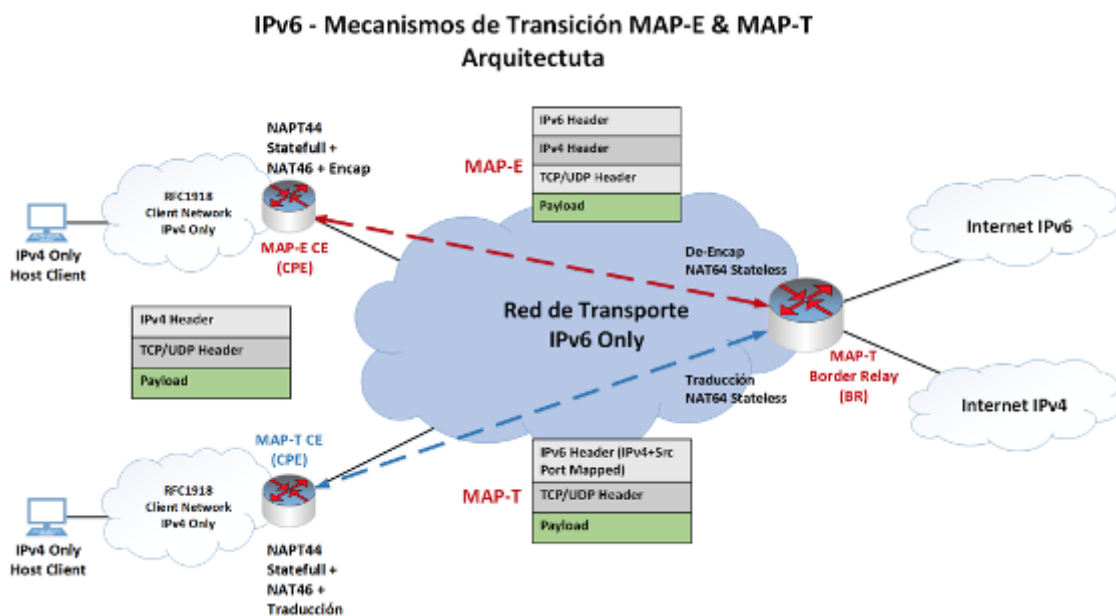 IPv6 - Mecanismos de Transición MAP-E & MAP-T
Arquitectuta
NAPT44
Statefull +
NAT46 + Encap
MAP-E
IPv6 Header
IPv4 Header
TCP/UDP Header
Payload
RFC1918
Client Network
IPv4 Only
IPv4 Only
Host Client
MAP-E CE
(CPE)
Internet IPv6
De-Encap
NAT64 Stateless
Red de Transporte
IPv6 Only
IPv4 Header
TCP/UDP Header
Payload
MAP-T
Border Relay
(BR)
Traducción
NAT64 Stateless
Internet IPv4
MAP-T CE
(CPE)
RFC1918
Client Network
IPv4 Only
IPv4 Only
Host Client
MAP-T
IPv6 Header (IPv4+Src
Port Mapped)
TCP/UDP Header
Payload
NAPT44
Statefull +
NAT46 +
Traducción